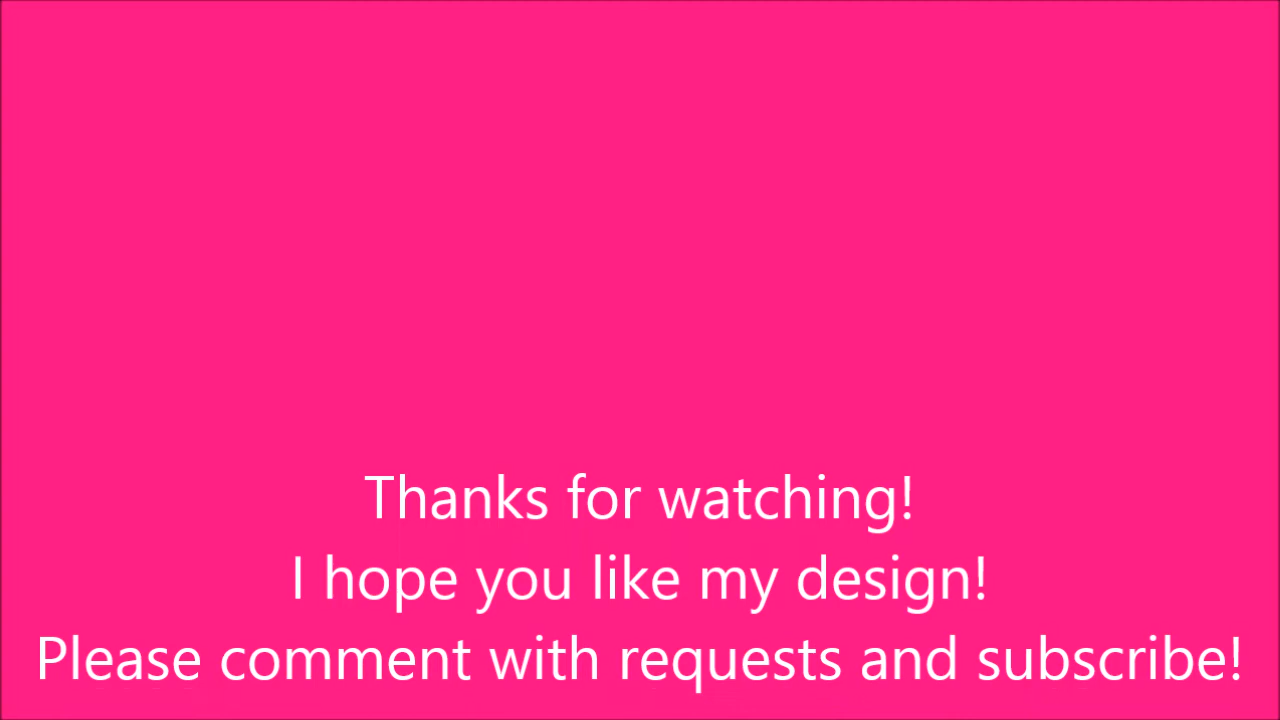 Thanks for watching!
I hope you like my design!
Please comment with requests and subscribe!